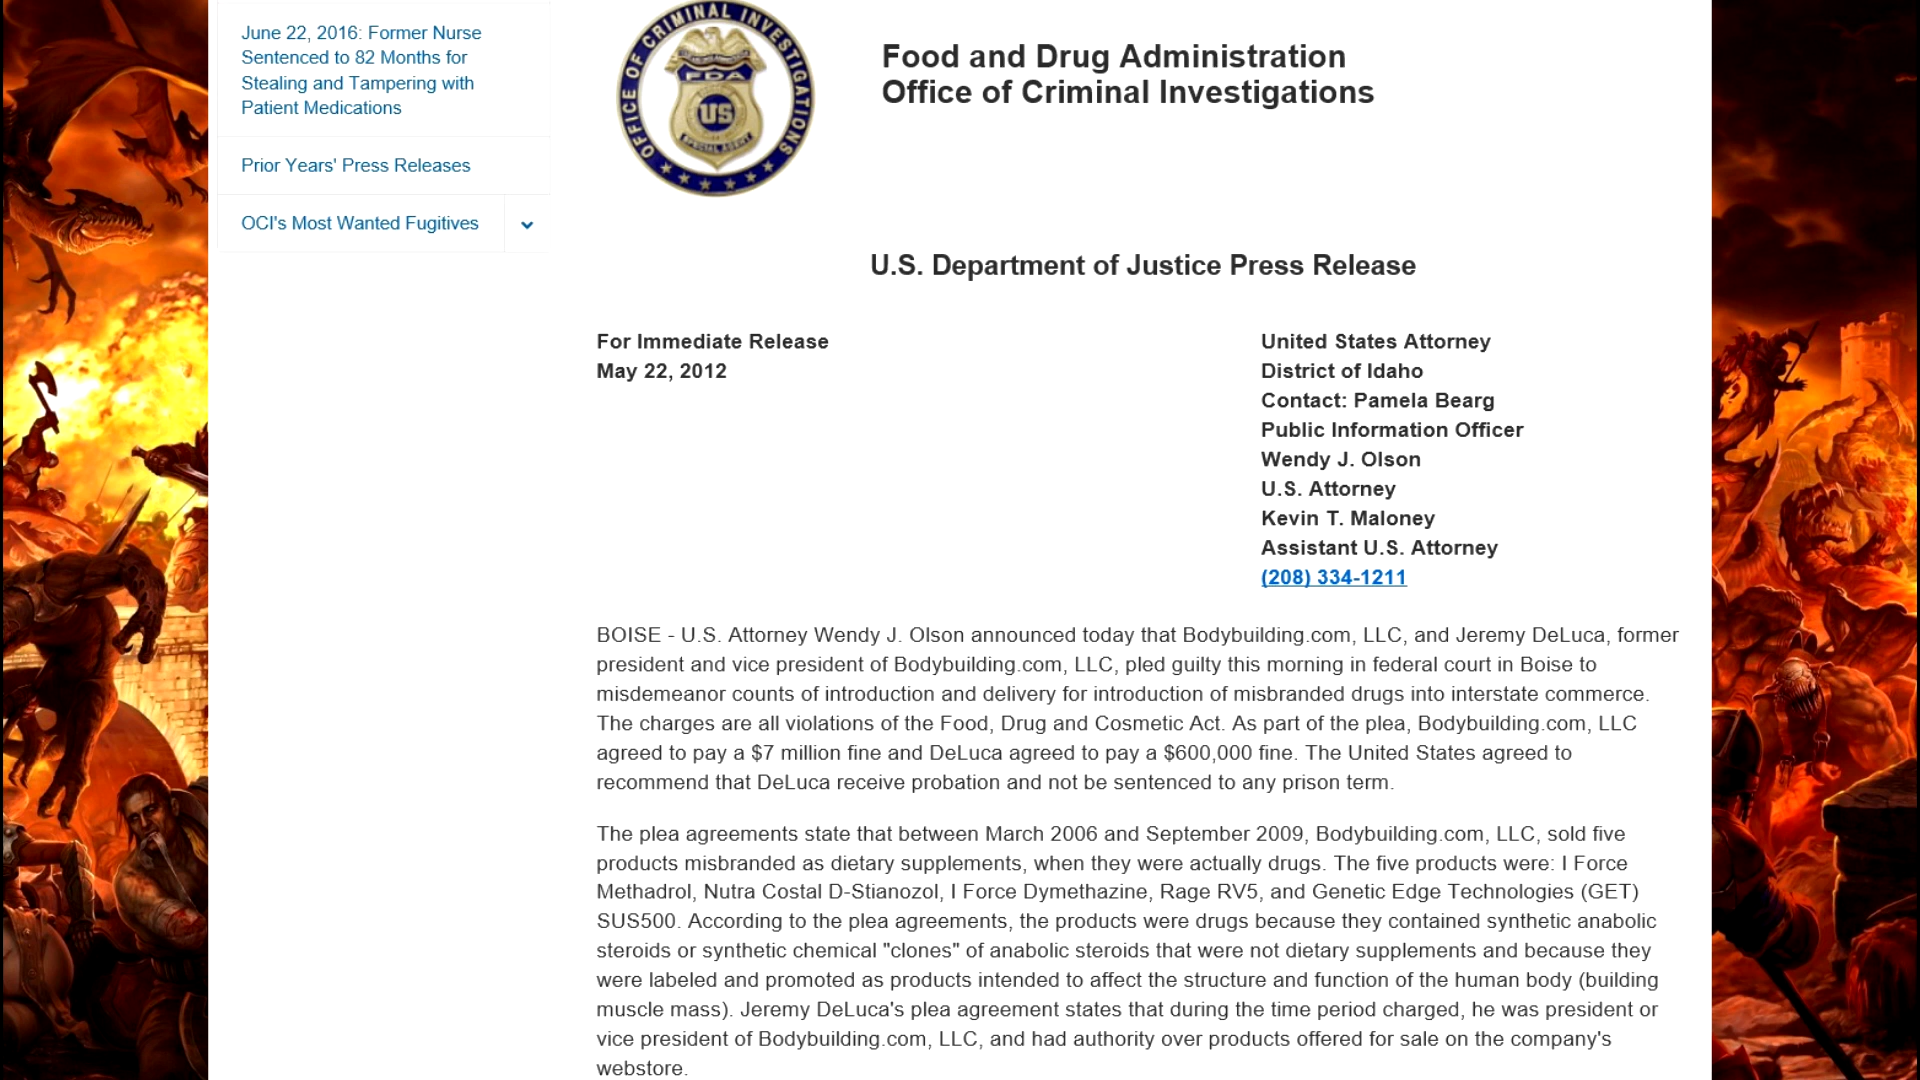 June 22, 2016: Former Nurse
Sentenced to 82 Months for
Stealing and Tampering with
Patient Medications
Prior Years' Press Releases
OCI's Most Wanted Fugitives
OFFICE OF CRIMINAL INVESTIGATIONS
FDA
US
SPECIAL AGENT
Food and Drug Administration
Office of Criminal Investigations
U.S. Department of Justice Press Release
For Immediate Release
May 22, 2012
United States Attorney
District of Idaho
Contact: Pamela Bearg
Public Information Officer
Wendy J. Olson
U.S. Attorney
Kevin T. Maloney
Assistant U.S. Attorney
(208) 334-1211
BOISE - U.S. Attorney Wendy J. Olson announced today that Bodybuilding.com, LLC, and Jeremy DeLuca, former
president and vice president of Bodybuilding.com, LLC, pled guilty this morning in federal court in Boise to
misdemeanor counts of introduction and delivery for introduction of misbranded drugs into interstate commerce.
The charges are all violations of the Food, Drug and Cosmetic Act. As part of the plea, Bodybuilding.com, LLC
agreed to pay a $7 million fine and DeLuca agreed to pay a $600,000 fine. The United States agreed to
recommend that DeLuca receive probation and not be sentenced to any prison term.
The plea agreements state that between March 2006 and September 2009, Bodybuilding.com, LLC, sold five
products misbranded as dietary supplements, when they were actually drugs. The five products were: I Force
Methadrol, Nutra Costal D-Stianozol, I Force Dymethazine, Rage RV5, and Genetic Edge Technologies (GET)
SUS500. According to the plea agreements, the products were drugs because they contained synthetic anabolic
steroids or synthetic chemical "clones" of anabolic steroids that were not dietary supplements and because they
were labeled and promoted as products intended to affect the structure and function of the human body (building
muscle mass). Jeremy DeLuca's plea agreement states that during the time period charged, he was president or
vice president of Bodybuilding.com, LLC, and had authority over products offered for sale on the company's
webstore.